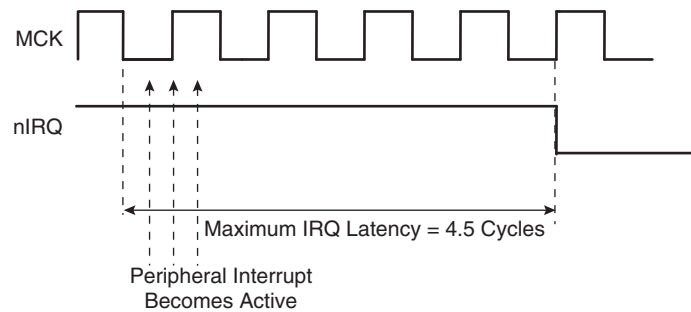 MCK
nIRQ
Maximum IRQ Latency = 4.5 Cycles
Peripheral Interrupt
Becomes Active